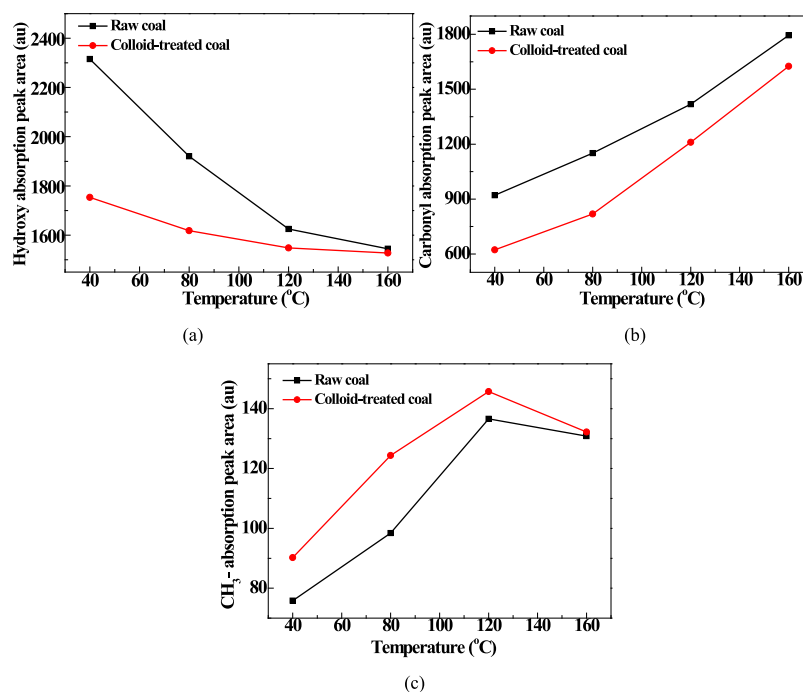 Hydroxy absorption peak area (au)
2400
2200
2000
1800
1600
Raw coal
Colloid-treated coal
40 60 80 100 120 140 160
Temperature (°C)
(a)
Carbonyl absorption peak area (au)
1800
1500
1200
900
600
Raw coal
Colloid-treated coal
40 60 80 100 120 140 160
Temperature (°C)
(b)
CH3- absorption peak area (au)
140
120
100
80
Raw coal
Colloid-treated coal
40 60 80 100 120 140 160
Temperature (°C)
(c)